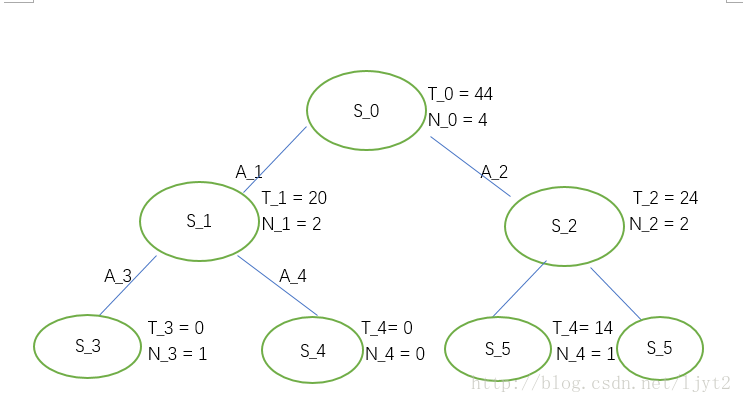 S_0
T_0 = 44
N_0 = 4
A_1
A_2
S_1
T_1 = 20
N_1 = 2
S_2
T_2 = 24
N_2 = 2
A_3
A_4
S_3
T_3 = 0
N_3 = 1
S_4
T_4= 0
N_4 = 0
S_5
T_4= 14
N_4 = 1
S_5
http://blog.csdn.net/ljyt2